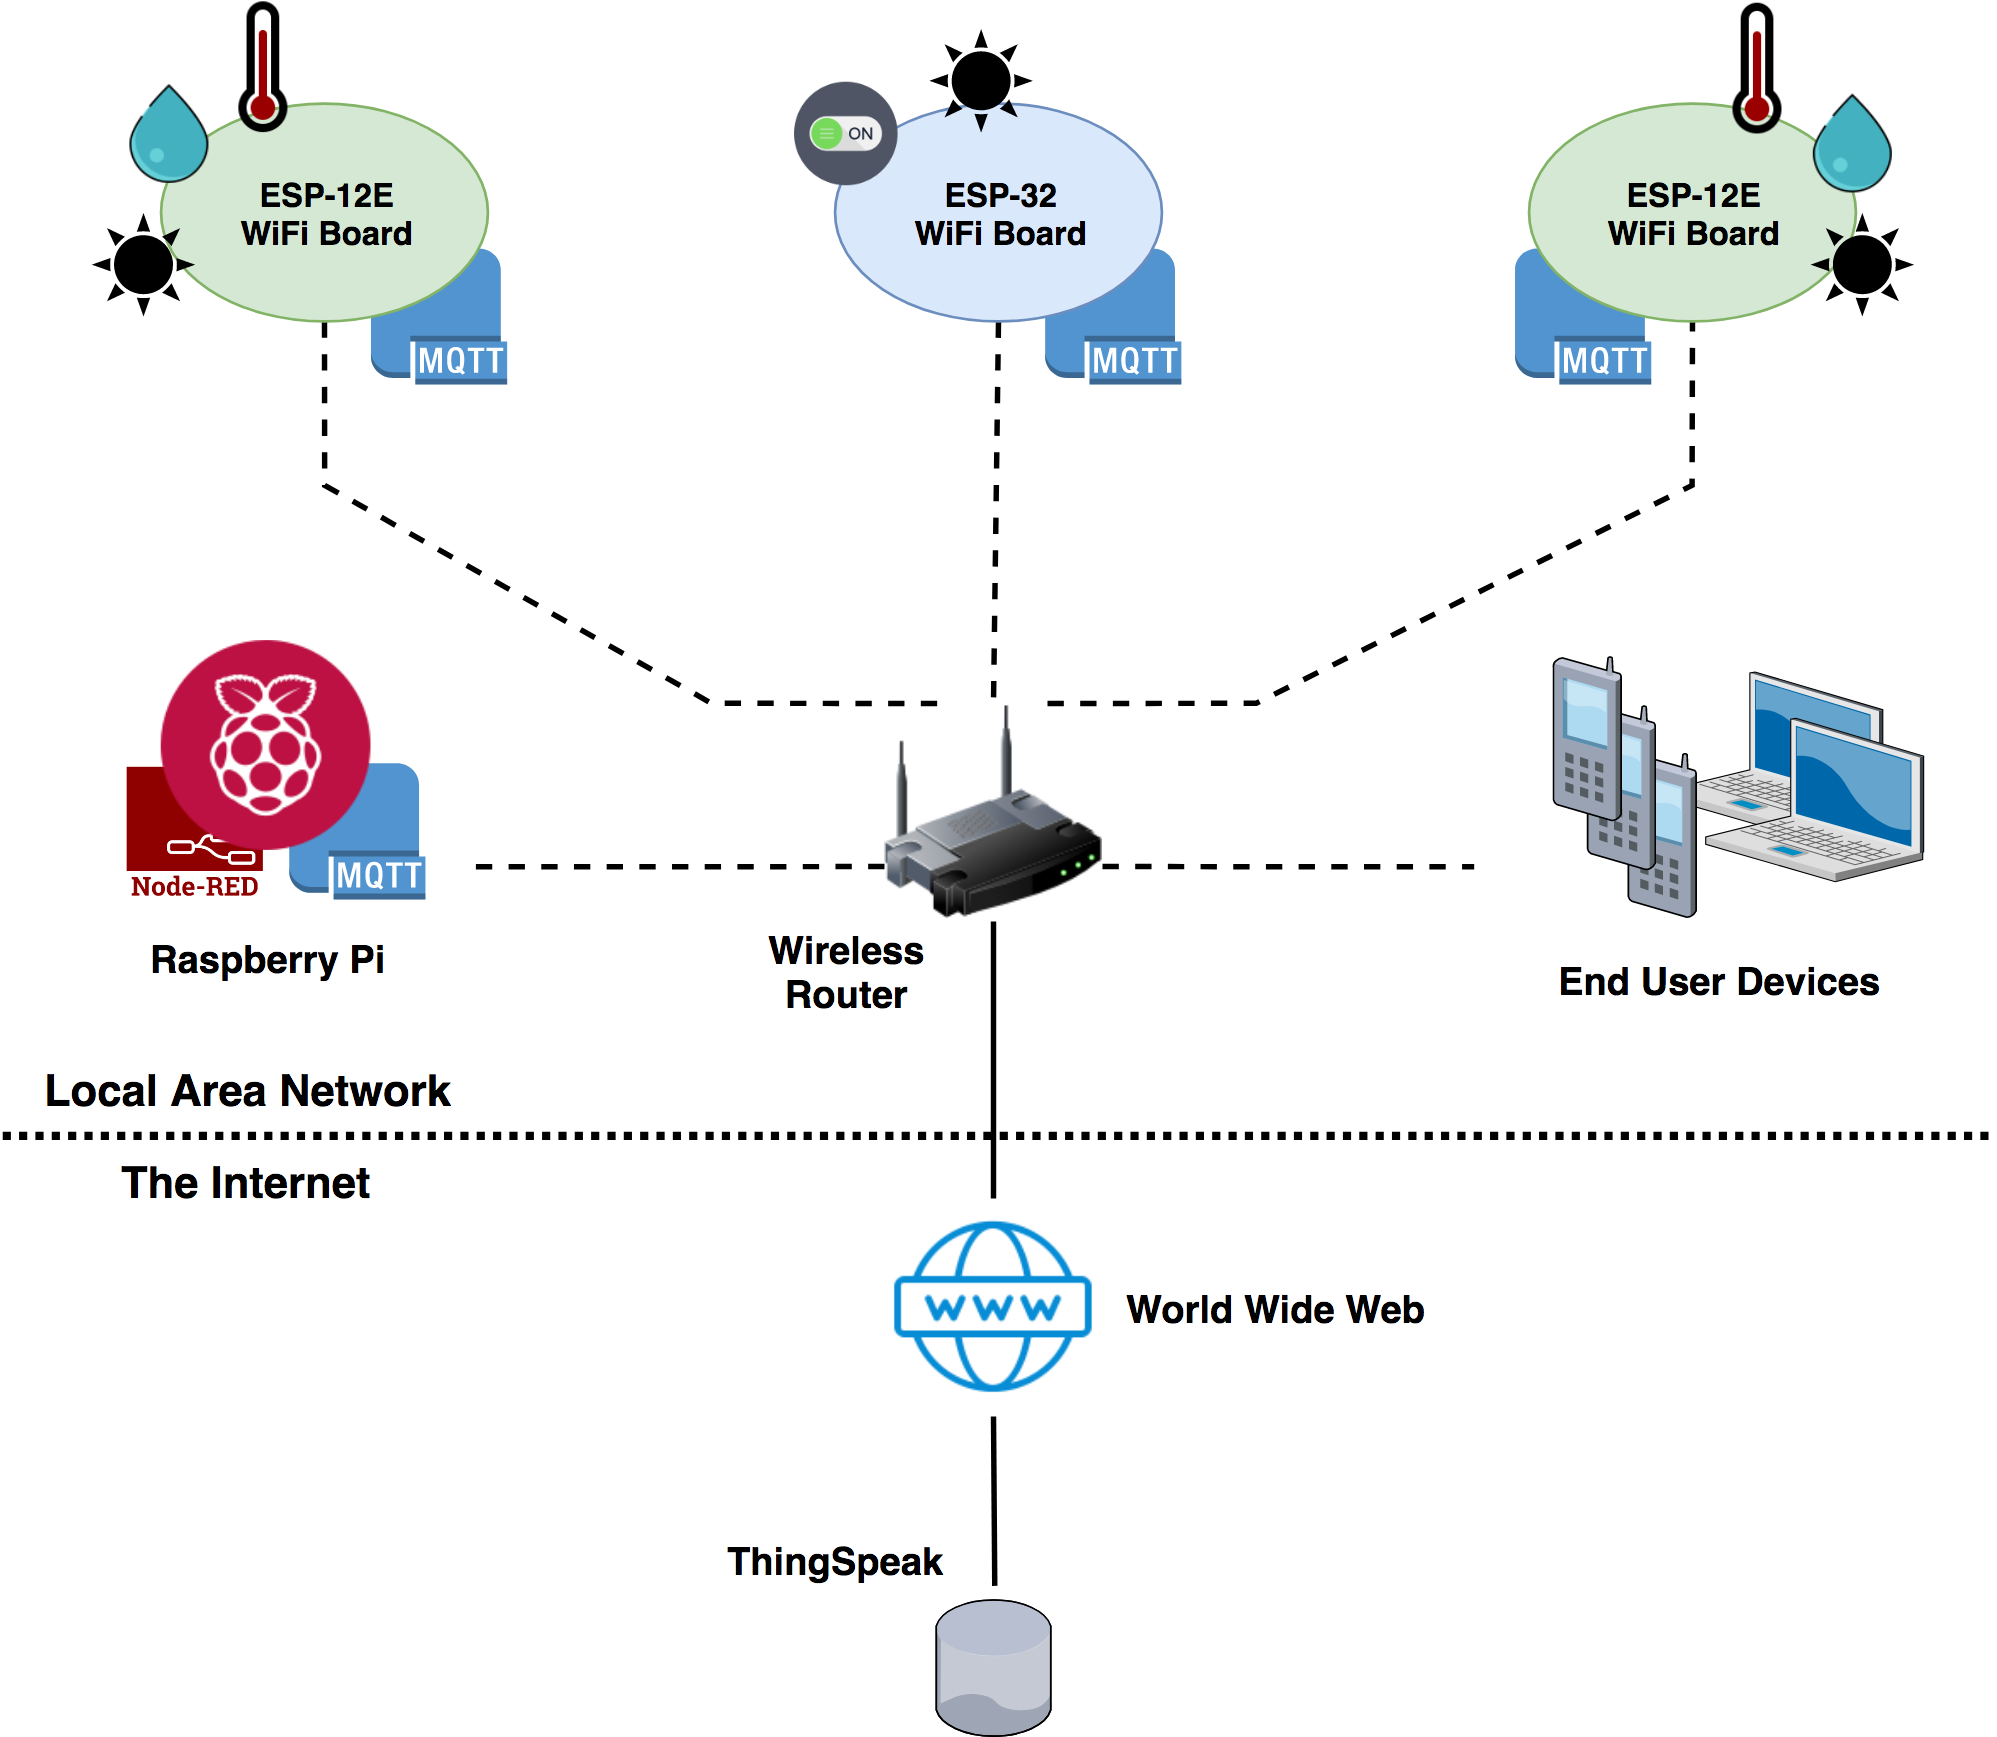 ON
ESP-12E
WiFi Board
ESP-32
WiFi Board
ESP-12E
WiFi Board
MQTT
MQTT
MQTT
Node-RED
MQTT
Raspberry Pi
Wireless
Router
End User Devices
Local Area Network
The Internet
www
World Wide Web
ThingSpeak